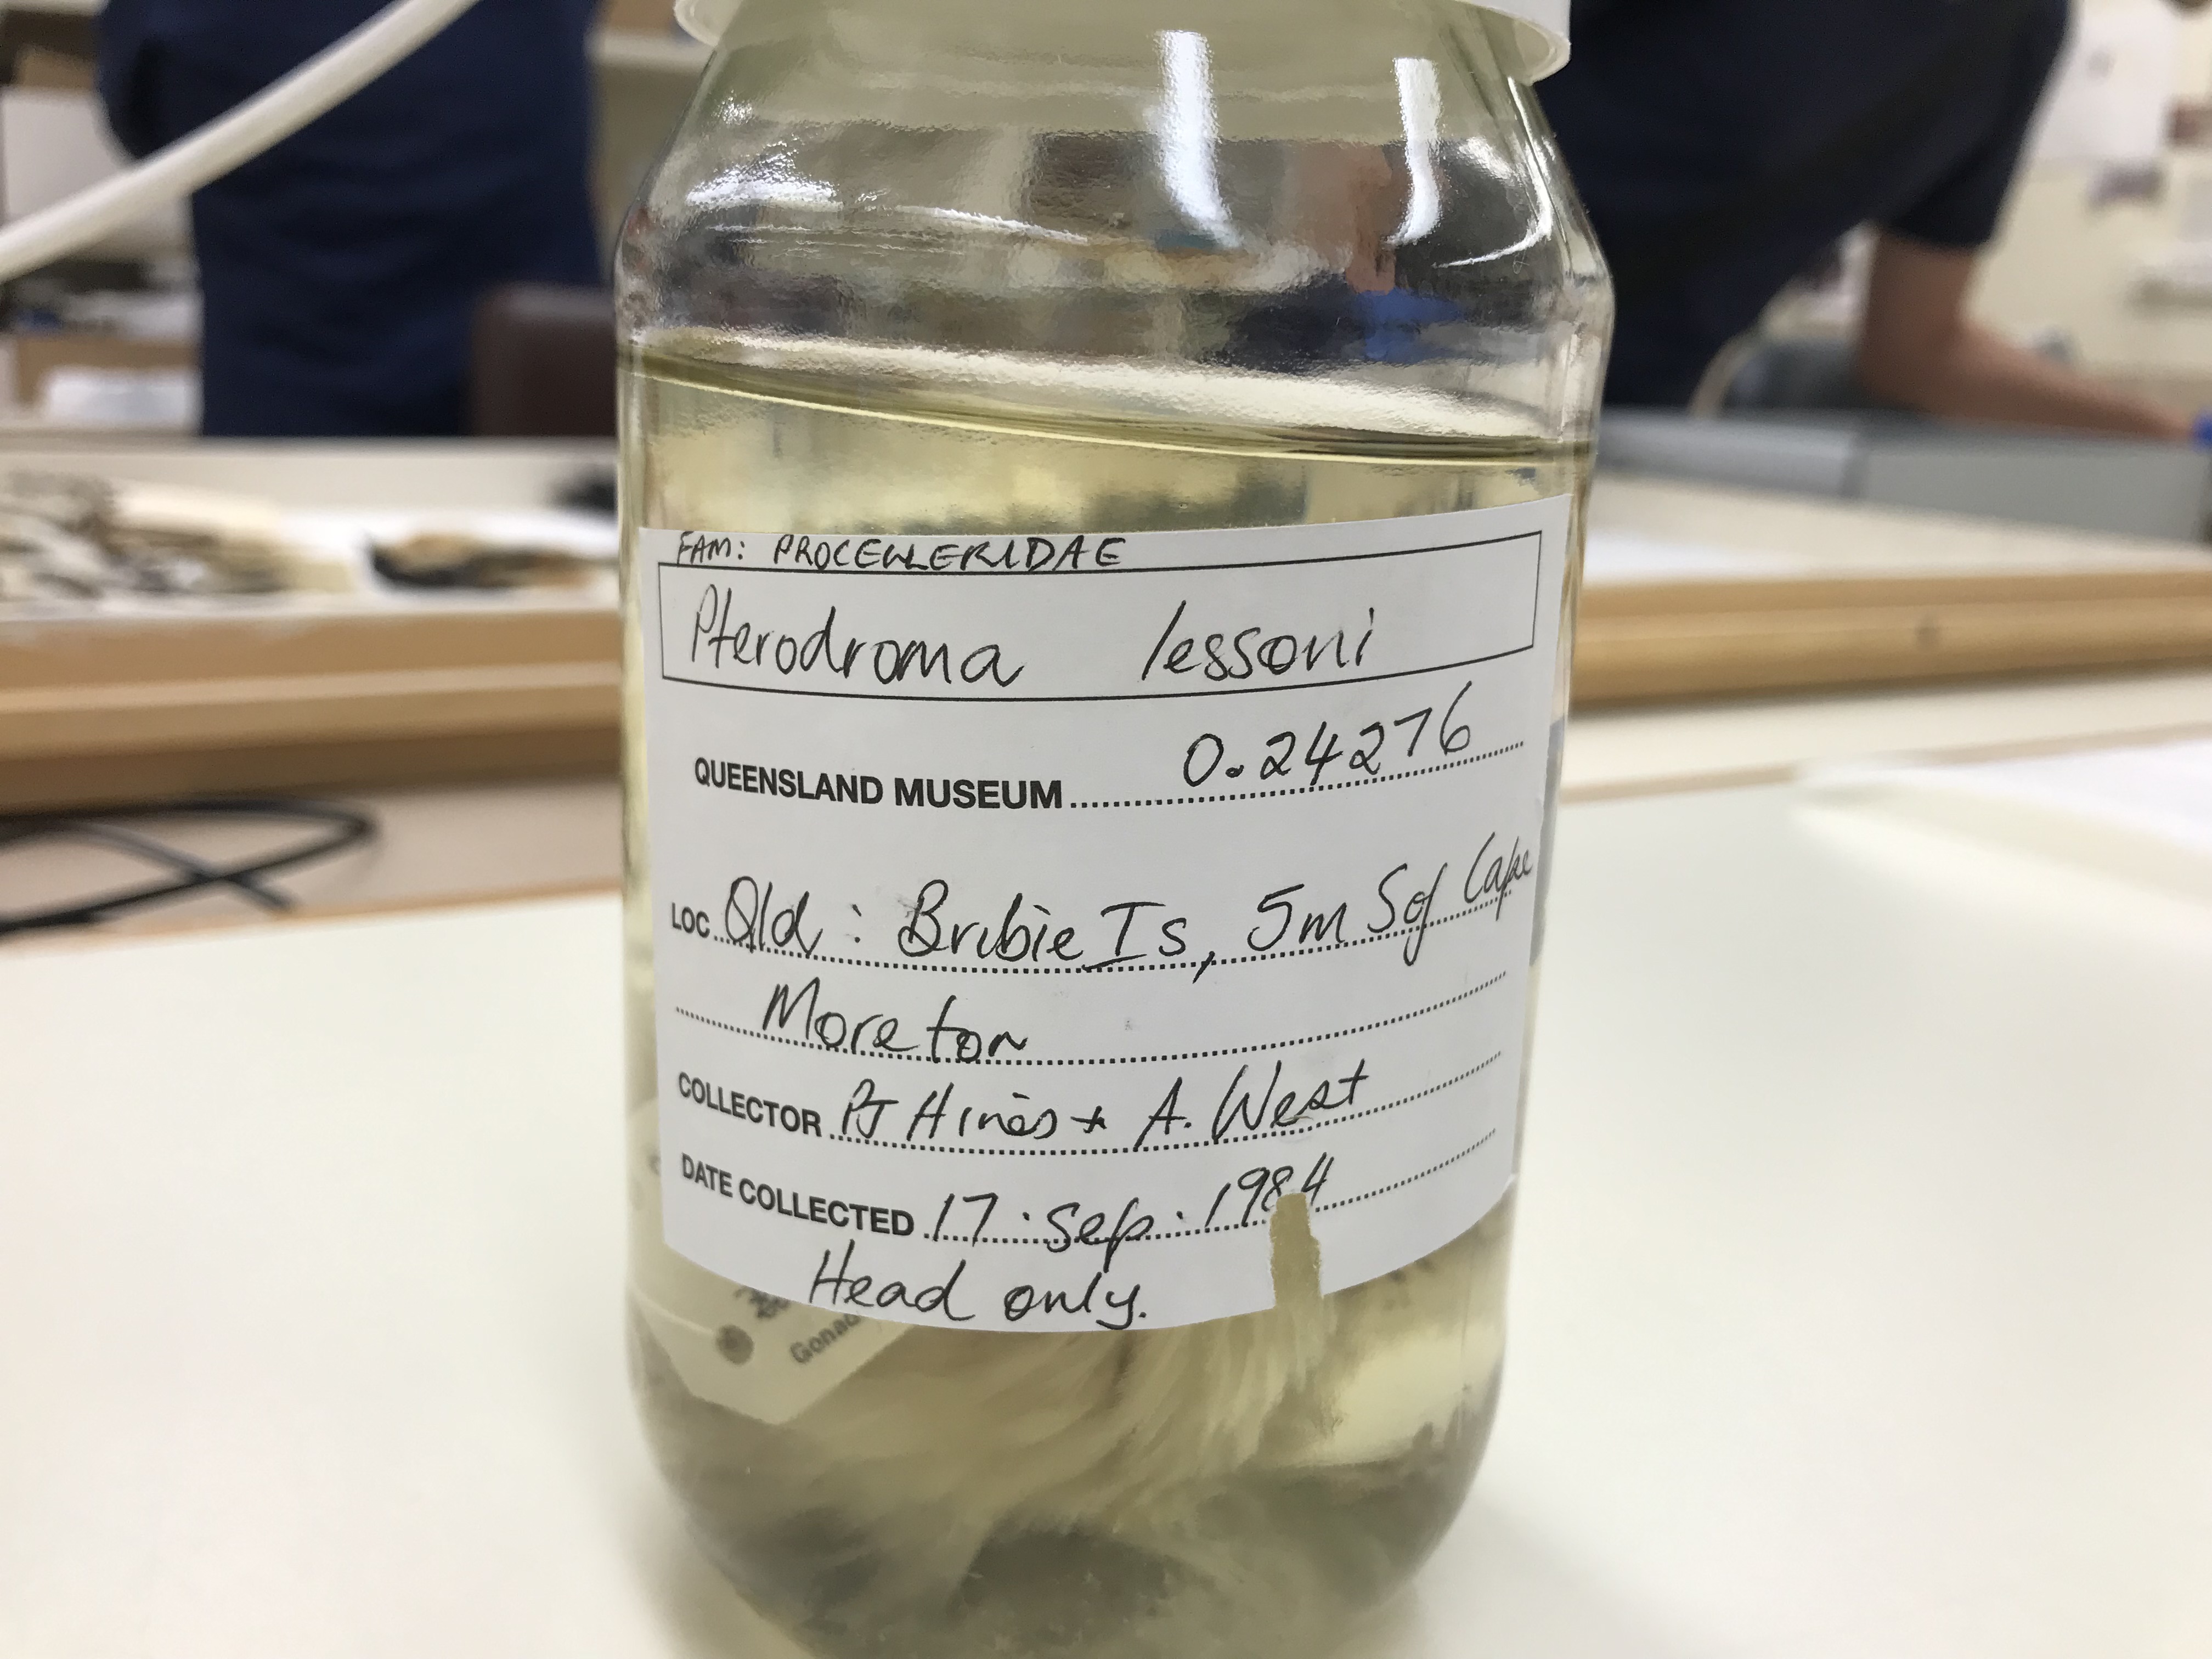 FAM: PROCELLERIDAE
Pterodroma lessoni
QUEENSLAND MUSEUM 0.24276
LOC Qld: Bribie Is, 5m S of Cape
Moreton
COLLECTOR PJ Hines + A. West
DATE COLLECTED 17.Sep.1984
Head only.